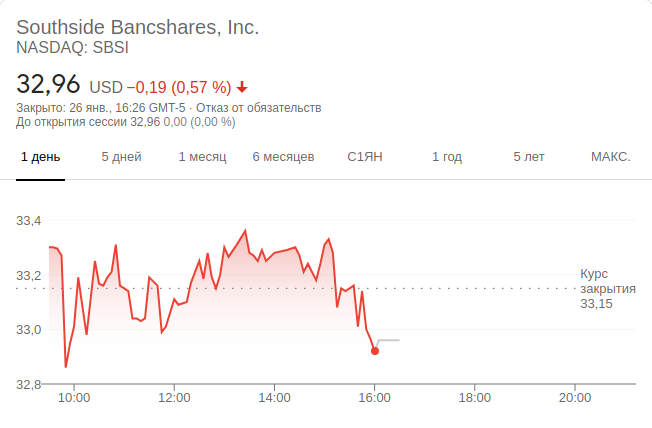 Southside Bancshares, Inc.
NASDAQ: SBSI
32,96 USD −0,19 (0,57 %)
Закрыто: 26 янв., 16:26 GMT-5 · Отказ от обязательств
До открытия сессии 32,96 0,00 (0,00 %)
1 день 5 дней 1 месяц 6 месяцев С1ЯН 1 год 5 лет МАКС.
33,4
33,2
33,0
32,8
Курс
закрытия
33,15
10:00 12:00 14:00 16:00 18:00 20:00